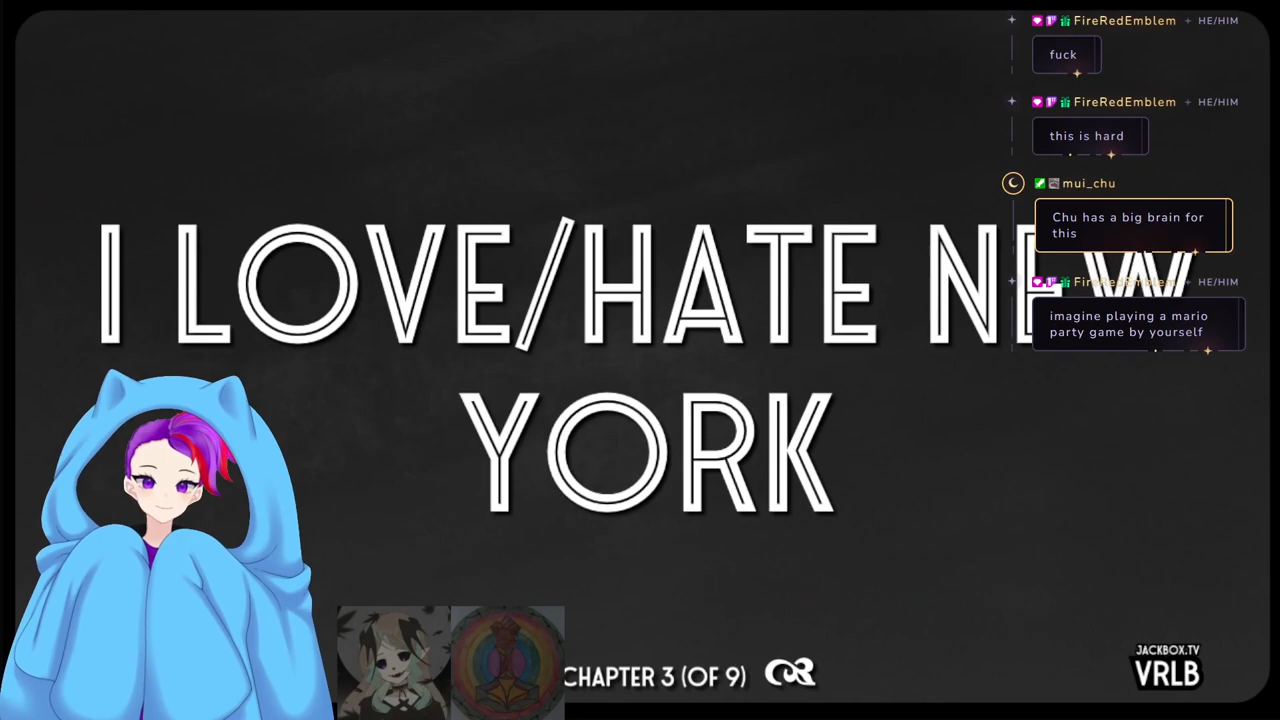 FireRedEmblem + HE/HIM
fuck
FireRedEmblem + HE/HIM
this is hard
mui_chu
Chu has a big brain for
this
FireRedEmblem + HE/HIM
imagine playing a mario
party game by yourself
I LOVE/HATE NEW
YORK
CHAPTER 3 (OF 9)
JACKBOX.TV
VRLB